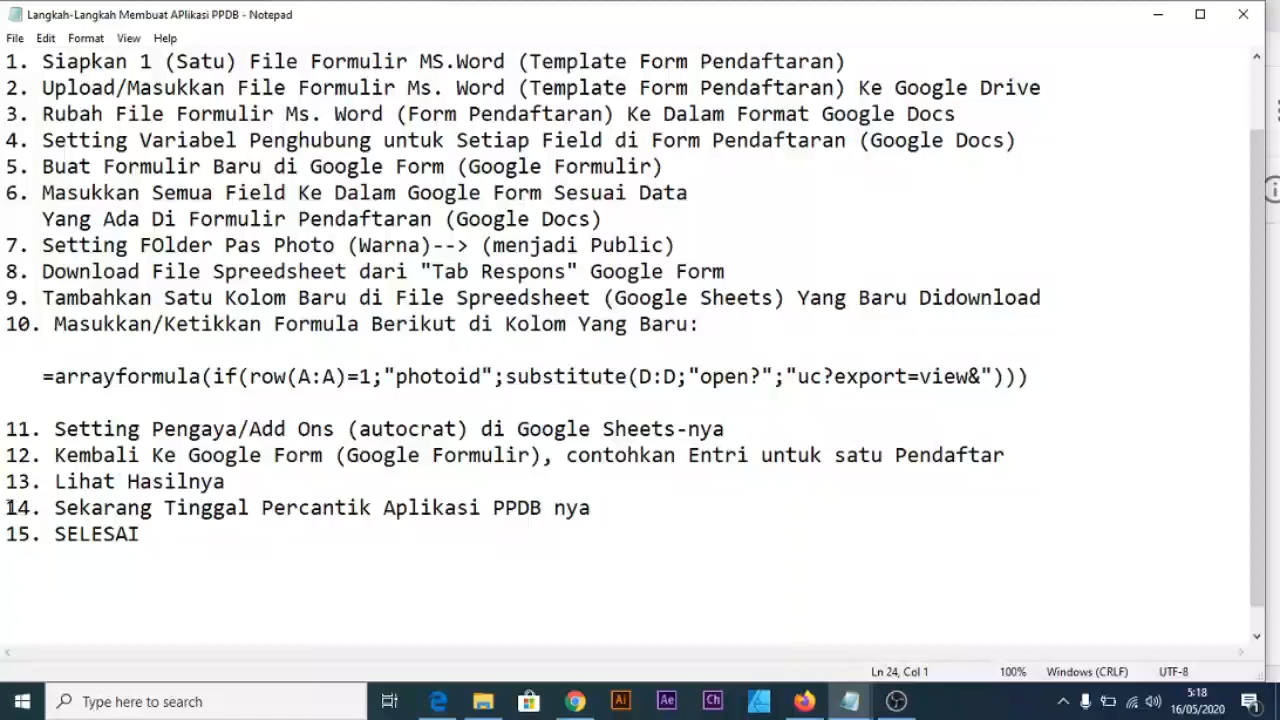 Langkah-Langkah Membuat APlikasi PPDB - Notepad
File Edit Format View Help
1. Siapkan 1 (Satu) File Formulir MS.Word (Template Form Pendaftaran)
2. Upload/Masukkan File Formulir Ms. Word (Template Form Pendaftaran) Ke Google Drive
3. Rubah File Formulir Ms. Word (Form Pendaftaran) Ke Dalam Format Google Docs
4. Setting Variabel Penghubung untuk Setiap Field di Form Pendaftaran (Google Docs)
5. Buat Formulir Baru di Google Form (Google Formulir)
6. Masukkan Semua Field Ke Dalam Google Form Sesuai Data
Yang Ada Di Formulir Pendaftaran (Google Docs)
7. Setting FOlder Pas Photo (Warna)--> (menjadi Public)
8. Download File Spreedsheet dari "Tab Respons" Google Form
9. Tambahkan Satu Kolom Baru di File Spreedsheet (Google Sheets) Yang Baru Didownload
10. Masukkan/Ketikkan Formula Berikut di Kolom Yang Baru:
=arrayformula(if(row(A:A)=1;"photoid";substitute(D:D;"open?";"uc?export=view&")))
11. Setting Pengaya/Add Ons (autocrat) di Google Sheets-nya
12. Kembali Ke Google Form (Google Formulir), contohkan Entri untuk satu Pendaftar
13. Lihat Hasilnya
14. Sekarang Tinggal Percantik Aplikasi PPDB nya
15. SELESAI
Ln 24, Col 1 100% Windows (CRLF) UTF-8
Type here to search
Ai Ae Ch
5:18
16/05/2020
1